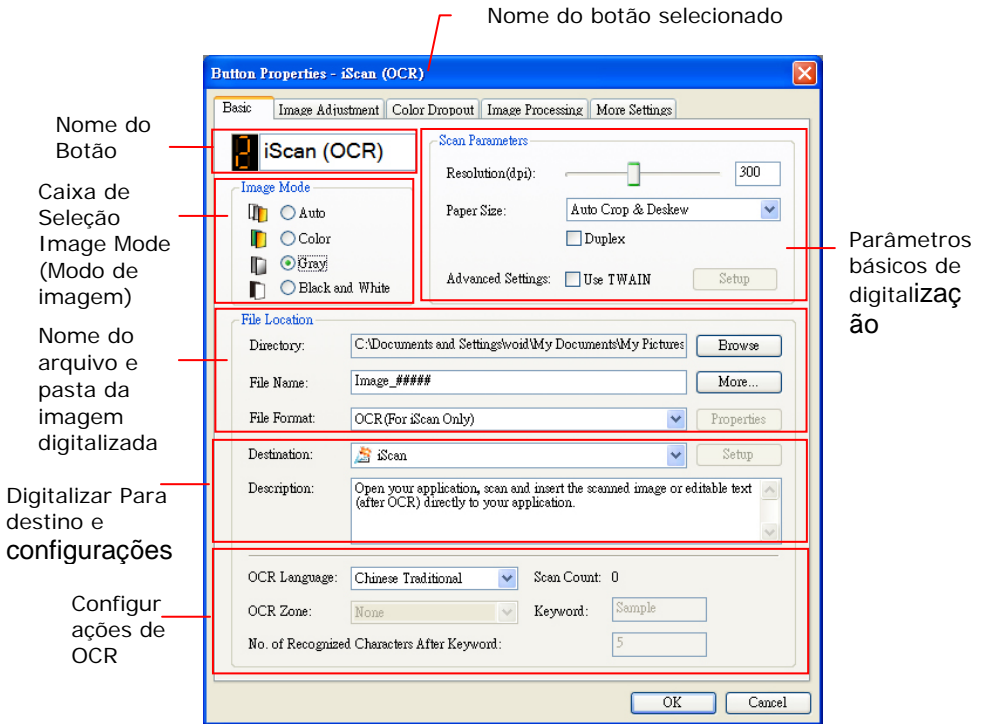 Nome do botão selecionado
Button Properties - iScan (OCR)
Basic Image Adjustment Color Dropout Image Processing More Settings
Nome do
Botão
2 iScan (OCR)
Caixa de
Seleção
Image Mode
(Modo de
imagem)
Image Mode
Auto
Color
Gray
Black and White
Scan Parameters
Resolution(dpi): 300
Paper Size: Auto Crop & Deskew
Duplex
Advanced Settings: Use TWAIN Setup
Parâmetros
básicos de
digitalizaç
ão
Nome do
arquivo e
pasta da
imagem
digitalizada
File Location
Directory: C:\Documents and Settings\void\My Documents\My Pictures Browse
File Name: Image_##### More...
File Format: OCR(For iScan Only) Properties
Digitalizar Para
destino e
configurações
Destination: iScan Setup
Description: Open your application, scan and insert the scanned image or editable text
(after OCR) directly to your application.
Configur
ações de
OCR
OCR Language: Chinese Traditional Scan Count: 0
OCR Zone: None Keyword: Sample
No. of Recognized Characters After Keyword: 5
OK Cancel